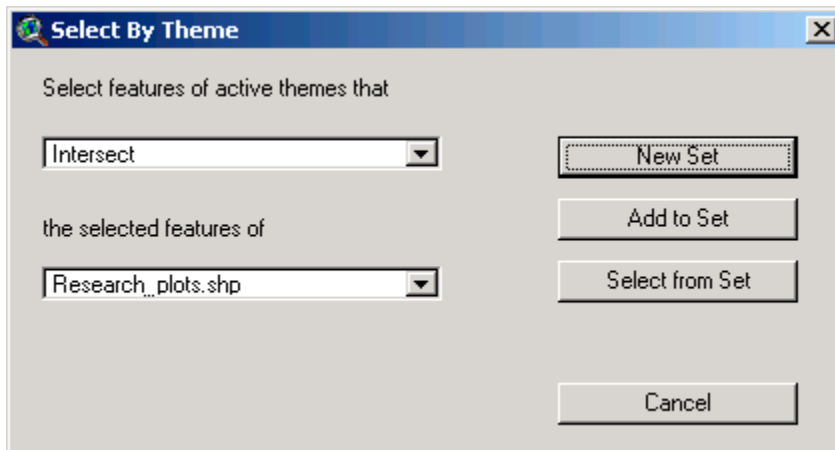 Select By Theme
Select features of active themes that
Intersect
New Set
Add to Set
the selected features of
Research_plots.shp
Select from Set
Cancel